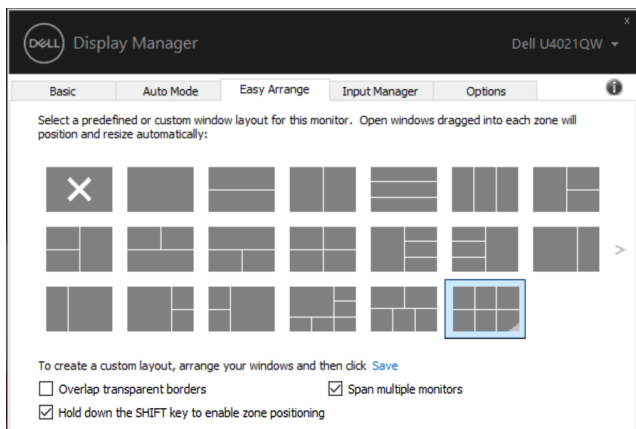 DELL Display Manager
Dell U4021QW
Basic Auto Mode Easy Arrange Input Manager Options
Select a predefined or custom window layout for this monitor. Open windows dragged into each zone will
position and resize automatically:
To create a custom layout, arrange your windows and then click Save
Overlap transparent borders
Span multiple monitors
Hold down the SHIFT key to enable zone positioning